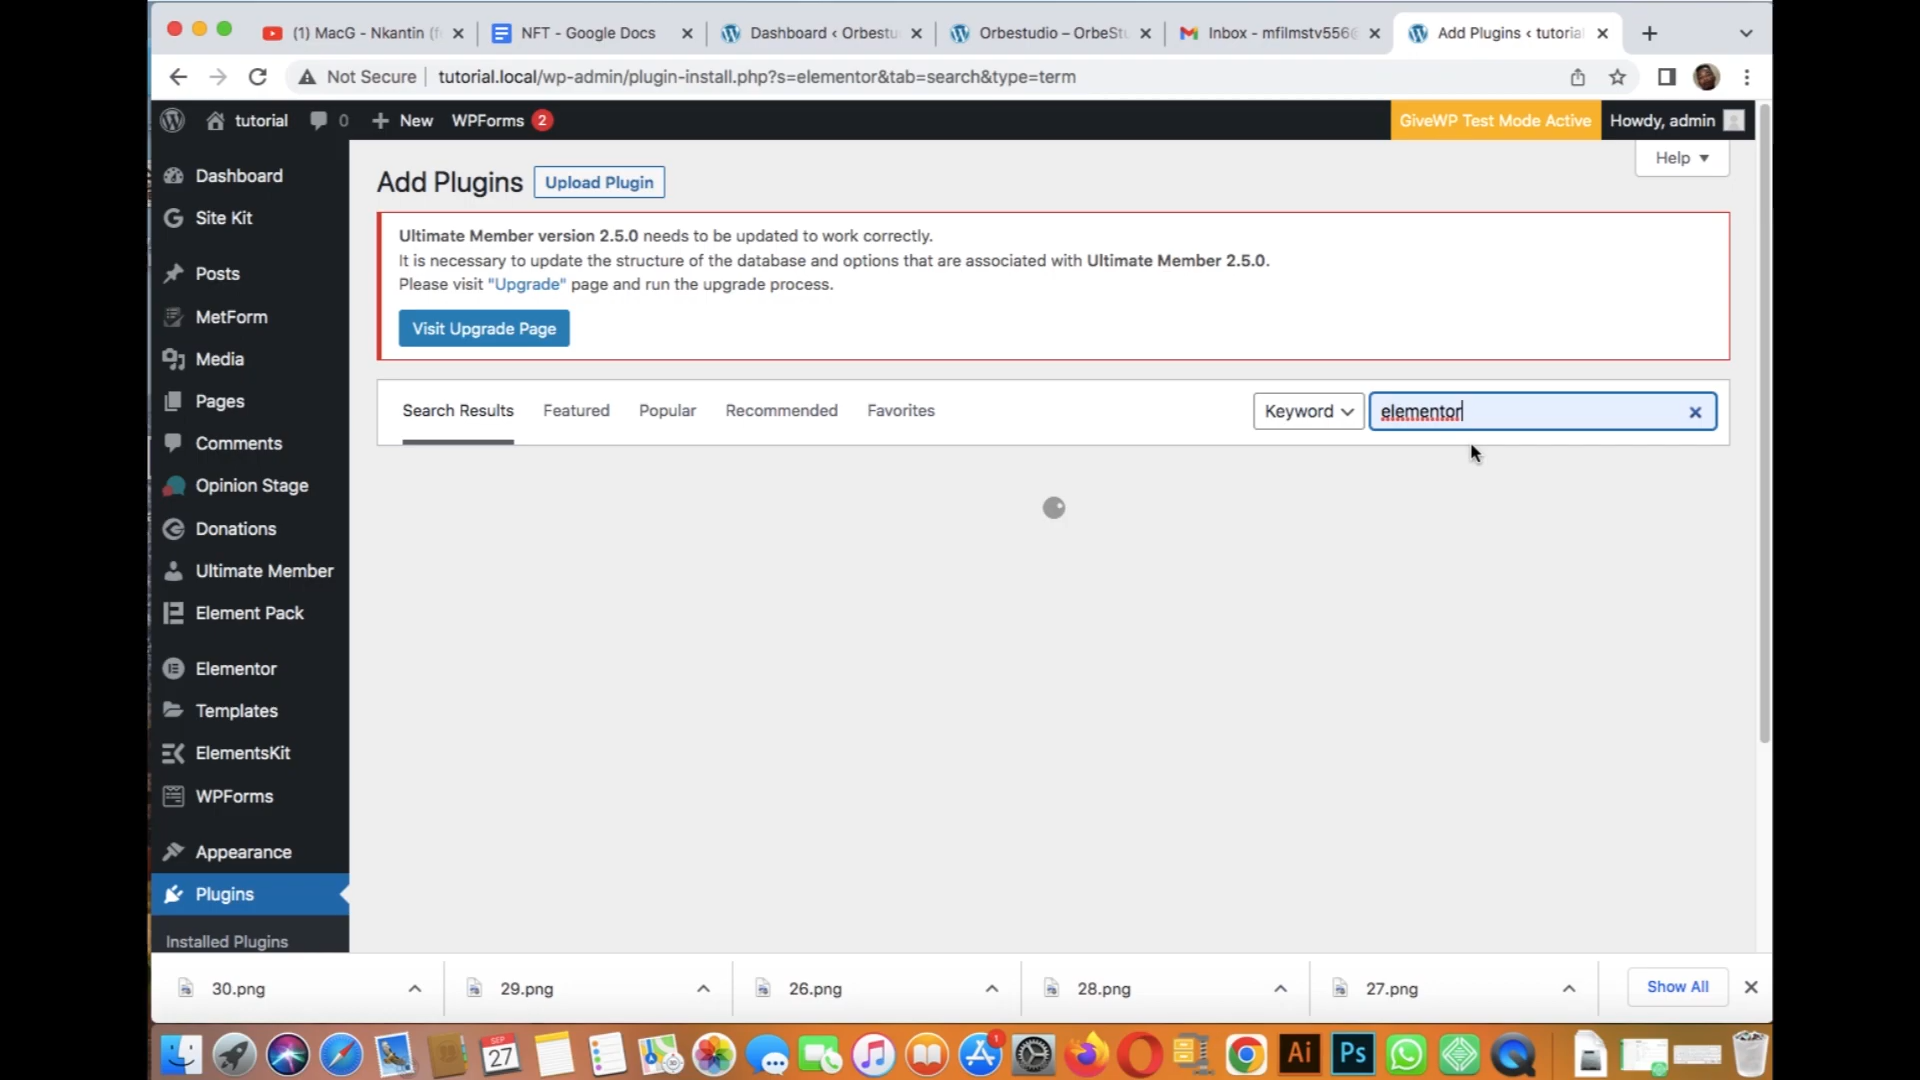 (1) MacG - Nkantin (f
NFT - Google Docs
Dashboard ‹ Orbestu
Orbestudio – OrbeSt
Inbox - mfilmstv556@
Add Plugins ‹ tutorial
Not Secure
tutorial.local/wp-admin/plugin-install.php?s=elementor&tab=search&type=term
tutorial
0
New
WPForms 2
GiveWP Test Mode Active
Howdy, admin
Help
Dashboard
Site Kit
Posts
MetForm
Media
Pages
Comments
Opinion Stage
Donations
Ultimate Member
Element Pack
Elementor
Templates
ElementsKit
WPForms
Appearance
Plugins
Installed Plugins
Add Plugins
Upload Plugin
Ultimate Member version 2.5.0 needs to be updated to work correctly.
It is necessary to update the structure of the database and options that are associated with Ultimate Member 2.5.0.
Please visit "Upgrade" page and run the upgrade process.
Visit Upgrade Page
Search Results
Featured
Popular
Recommended
Favorites
Keyword
elementor
30.png
29.png
26.png
28.png
27.png
Show All
SEP
27
1
Ai
Ps